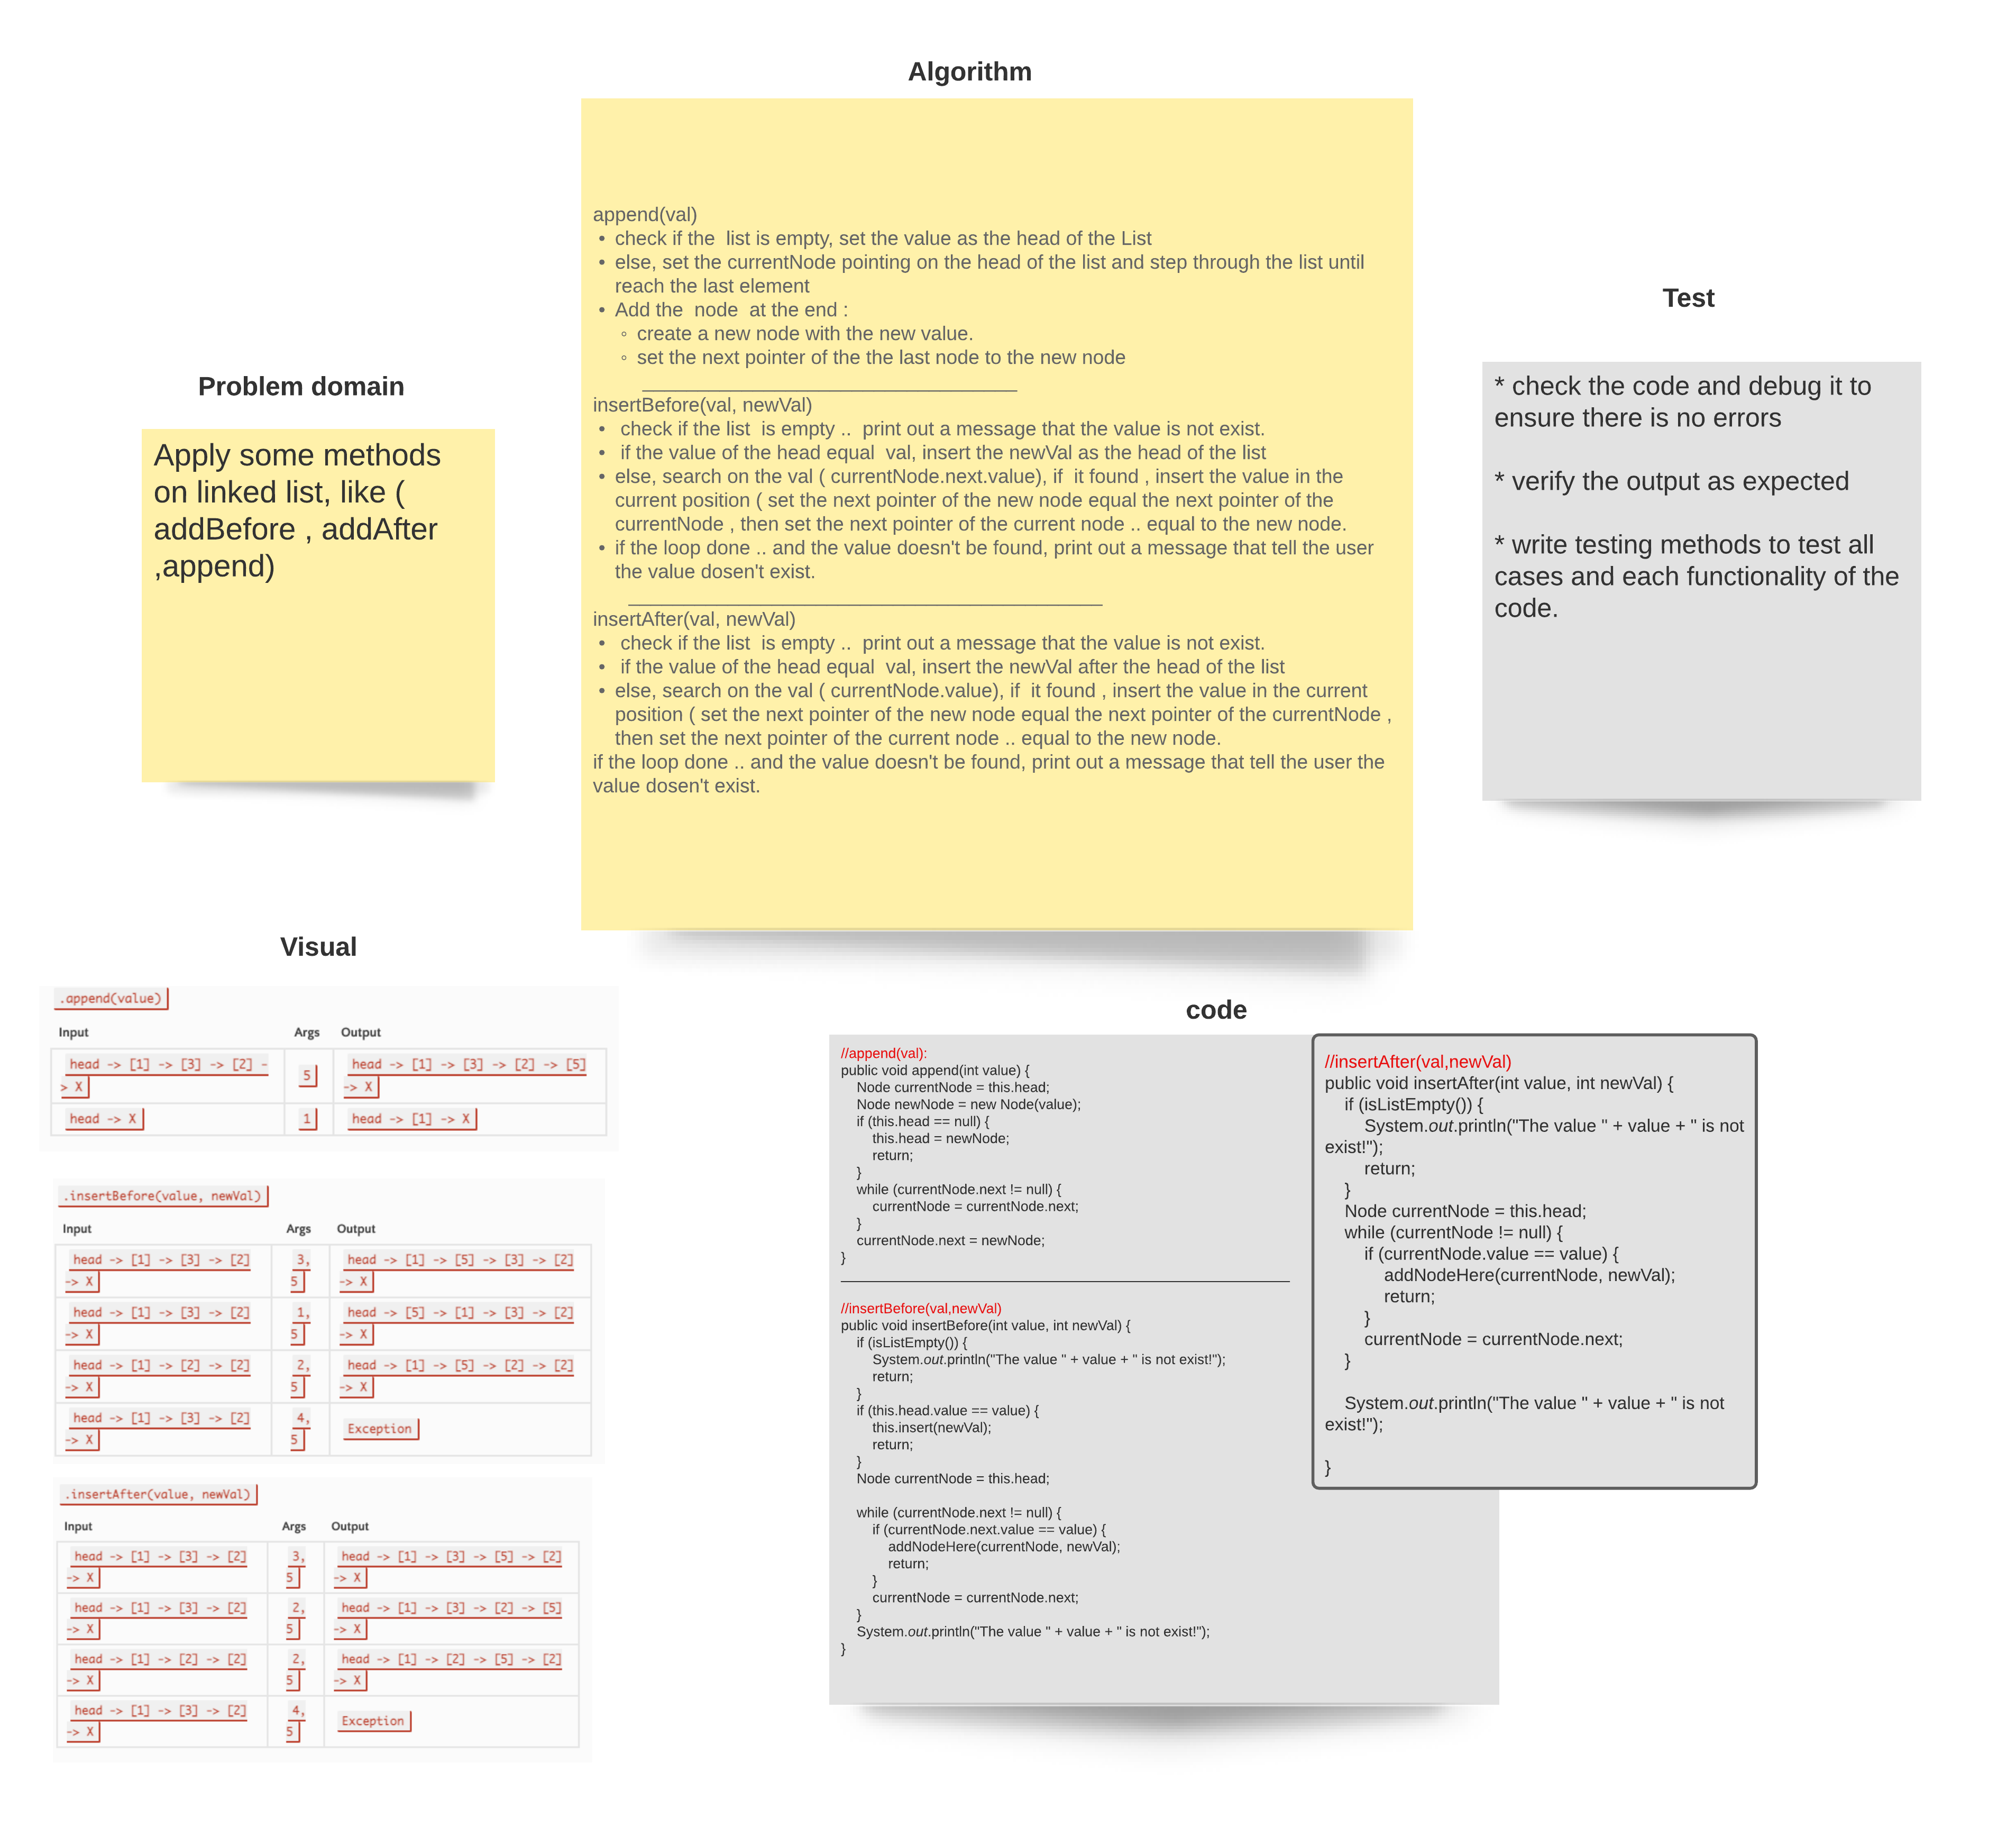 Algorithm
append(val)
• check if the  list is empty, set the value as the head of the List
• else, set the currentNode pointing on the head of the list and step through the list until
reach the last element
• Add the  node  at the end :
◦ create a new node with the new value.
◦ set the next pointer of the the last node to the new node
insertBefore(val, newVal)
•  check if the list  is empty ..  print out a message that the value is not exist.
•  if the value of the head equal  val, insert the newVal as the head of the list
• else, search on the val ( currentNode.next.value), if  it found , insert the value in the
current position ( set the next pointer of the new node equal the next pointer of the
currentNode , then set the next pointer of the current node .. equal to the new node.
• if the loop done .. and the value doesn't be found, print out a message that tell the user
the value dosen't exist.
insertAfter(val, newVal)
•  check if the list  is empty ..  print out a message that the value is not exist.
•  if the value of the head equal  val, insert the newVal after the head of the list
• else, search on the val ( currentNode.value), if  it found , insert the value in the current
position ( set the next pointer of the new node equal the next pointer of the currentNode ,
then set the next pointer of the current node .. equal to the new node.
if the loop done .. and the value doesn't be found, print out a message that tell the user the
value dosen't exist.
Test
* check the code and debug it to
ensure there is no errors
* verify the output as expected
* write testing methods to test all
cases and each functionality of the
code.
Problem domain
Apply some methods
on linked list, like (
addBefore , addAfter
,append)
Visual
.append(value)
Input Args Output
head -> [1] -> [3] -> [2] - 5 head -> [1] -> [3] -> [2] -> [5]
> X -> X
head -> X 1 head -> [1] -> X
.insertBefore(value, newVal)
Input Args Output
head -> [1] -> [3] -> [2] 3, head -> [1] -> [5] -> [3] -> [2]
-> X 5 -> X
head -> [1] -> [3] -> [2] 1, head -> [5] -> [1] -> [3] -> [2]
-> X 5 -> X
head -> [1] -> [2] -> [2] 2, head -> [1] -> [5] -> [2] -> [2]
-> X 5 -> X
head -> [1] -> [3] -> [2] 4, Exception
-> X 5
.insertAfter(value, newVal)
Input Args Output
head -> [1] -> [3] -> [2] 3, head -> [1] -> [3] -> [5] -> [2]
-> X 5 -> X
head -> [1] -> [3] -> [2] 2, head -> [1] -> [3] -> [2] -> [5]
-> X 5 -> X
head -> [1] -> [2] -> [2] 2, head -> [1] -> [2] -> [5] -> [2]
-> X 5 -> X
head -> [1] -> [3] -> [2] 4, Exception
-> X 5
code
//append(val):
public void append(int value) {
Node currentNode = this.head;
Node newNode = new Node(value);
if (this.head == null) {
this.head = newNode;
return;
}
while (currentNode.next != null) {
currentNode = currentNode.next;
}
currentNode.next = newNode;
}
//insertBefore(val,newVal)
public void insertBefore(int value, int newVal) {
if (isListEmpty()) {
System.out.println("The value " + value + " is not exist!");
return;
}
if (this.head.value == value) {
this.insert(newVal);
return;
}
Node currentNode = this.head;
while (currentNode.next != null) {
if (currentNode.next.value == value) {
addNodeHere(currentNode, newVal);
return;
}
currentNode = currentNode.next;
}
System.out.println("The value " + value + " is not exist!");
}
//insertAfter(val,newVal)
public void insertAfter(int value, int newVal) {
if (isListEmpty()) {
System.out.println("The value " + value + " is not
exist!");
return;
}
Node currentNode = this.head;
while (currentNode != null) {
if (currentNode.value == value) {
addNodeHere(currentNode, newVal);
return;
}
currentNode = currentNode.next;
}
System.out.println("The value " + value + " is not
exist!");
}